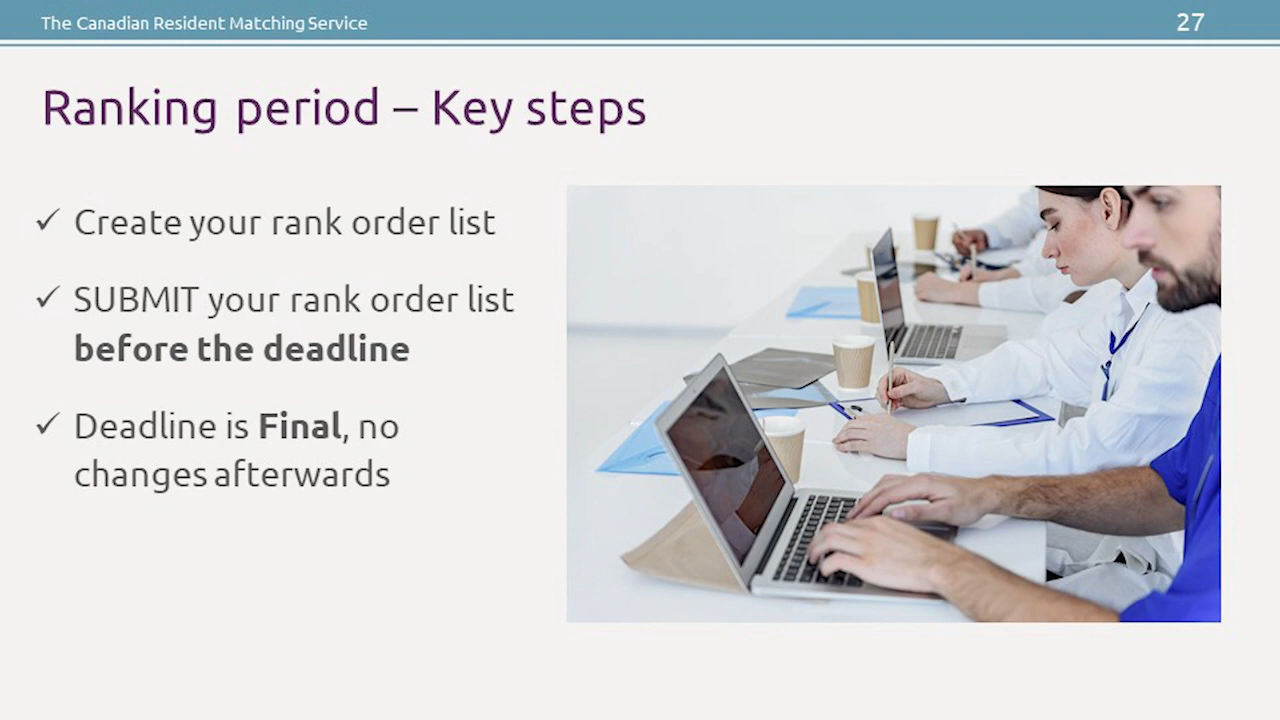 The Canadian Resident Matching Service
27
Ranking period – Key steps
✓ Create your rank order list
✓ SUBMIT your rank order list
before the deadline
✓ Deadline is Final, no
changes afterwards